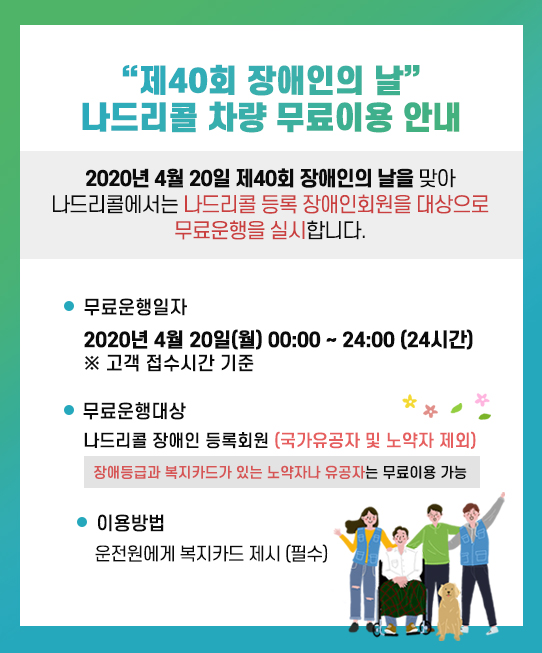 “제40회 장애인의 날”
나드리콜 차량 무료이용 안내
2020년 4월 20일 제40회 장애인의 날을 맞아
나드리콜에서는 나드리콜 등록 장애인회원을 대상으로
무료운행을 실시합니다.
● 무료운행일자
2020년 4월 20일(월) 00:00 ~ 24:00 (24시간)
※ 고객 접수시간 기준
● 무료운행대상
나드리콜 장애인 등록회원 (국가유공자 및 노약자 제외)
장애등급과 복지카드가 있는 노약자나 유공자는 무료이용 가능
● 이용방법
운전원에게 복지카드 제시 (필수)